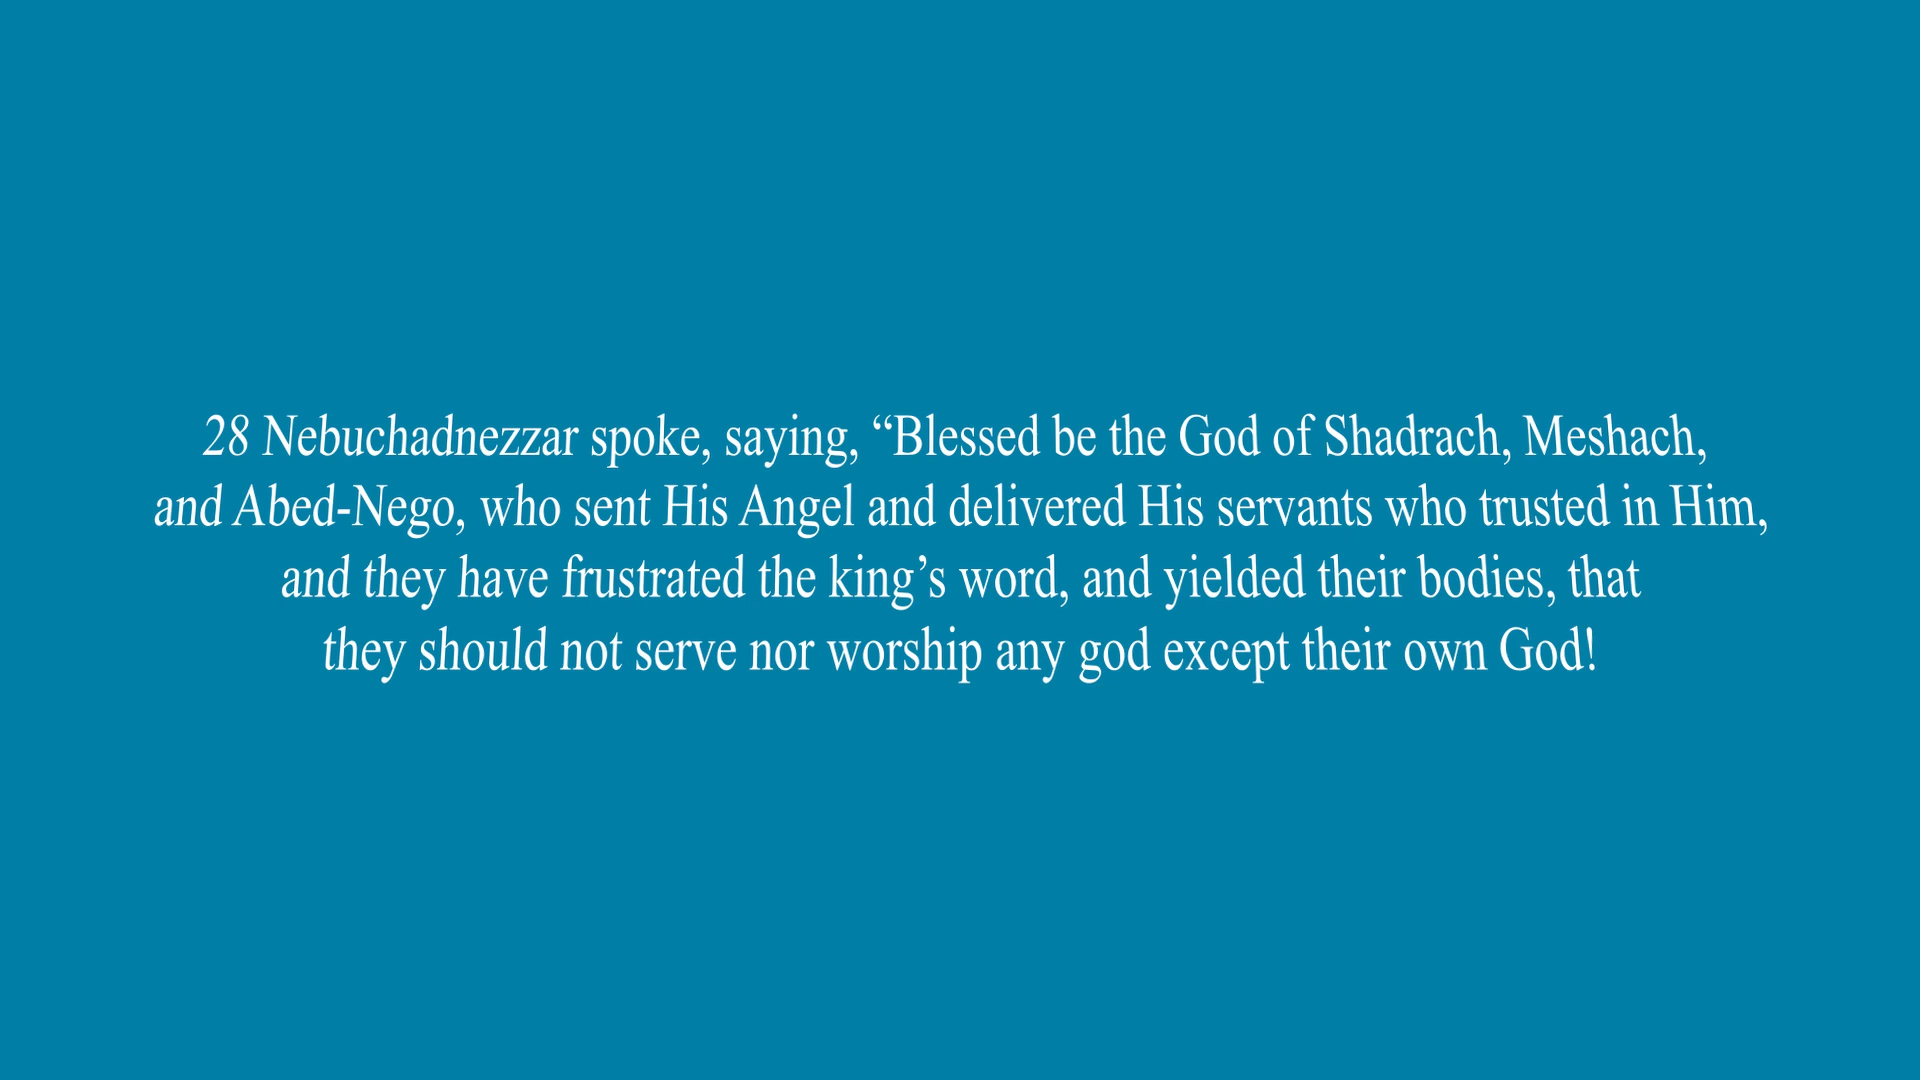 28 Nebuchadnezzar spoke, saying, “Blessed be the God of Shadrach, Meshach,
and Abed-Nego, who sent His Angel and delivered His servants who trusted in Him,
and they have frustrated the king’s word, and yielded their bodies, that
they should not serve nor worship any god except their own God!